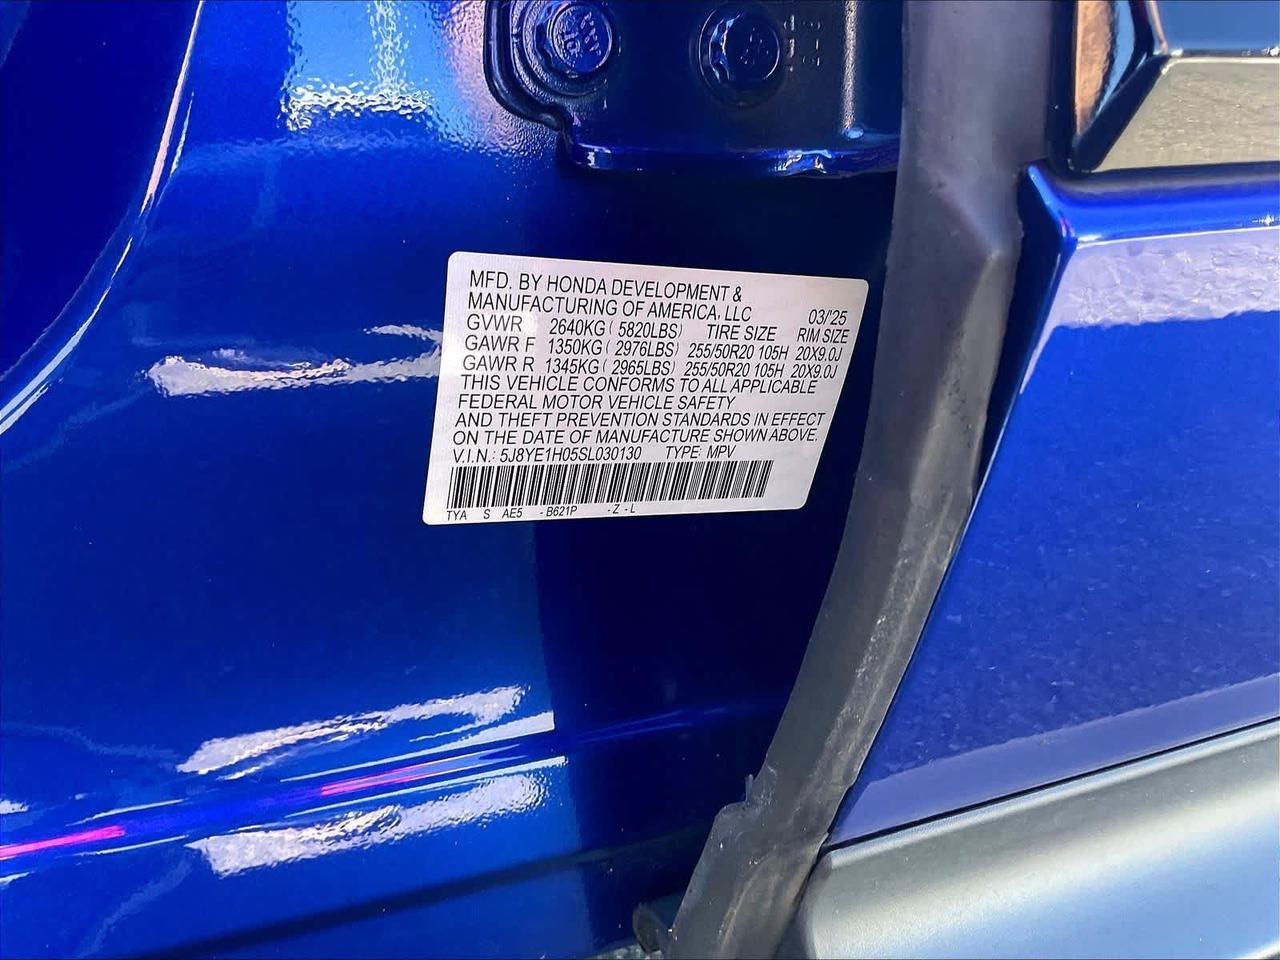 MFD. BY HONDA DEVELOPMENT &
MANUFACTURING OF AMERICA, LLC 03/'25
GVWR 2640KG ( 5820LBS) TIRE SIZE RIM SIZE
GAWR F 1350KG ( 2976LBS) 255/50R20 105H 20X9.0J
GAWR R 1345KG ( 2965LBS) 255/50R20 105H 20X9.0J
THIS VEHICLE CONFORMS TO ALL APPLICABLE
FEDERAL MOTOR VEHICLE SAFETY
AND THEFT PREVENTION STANDARDS IN EFFECT
ON THE DATE OF MANUFACTURE SHOWN ABOVE.
V.I.N.: 5J8YE1H05SL030130 TYPE: MPV
TYA S AE5 -B621P -Z-L